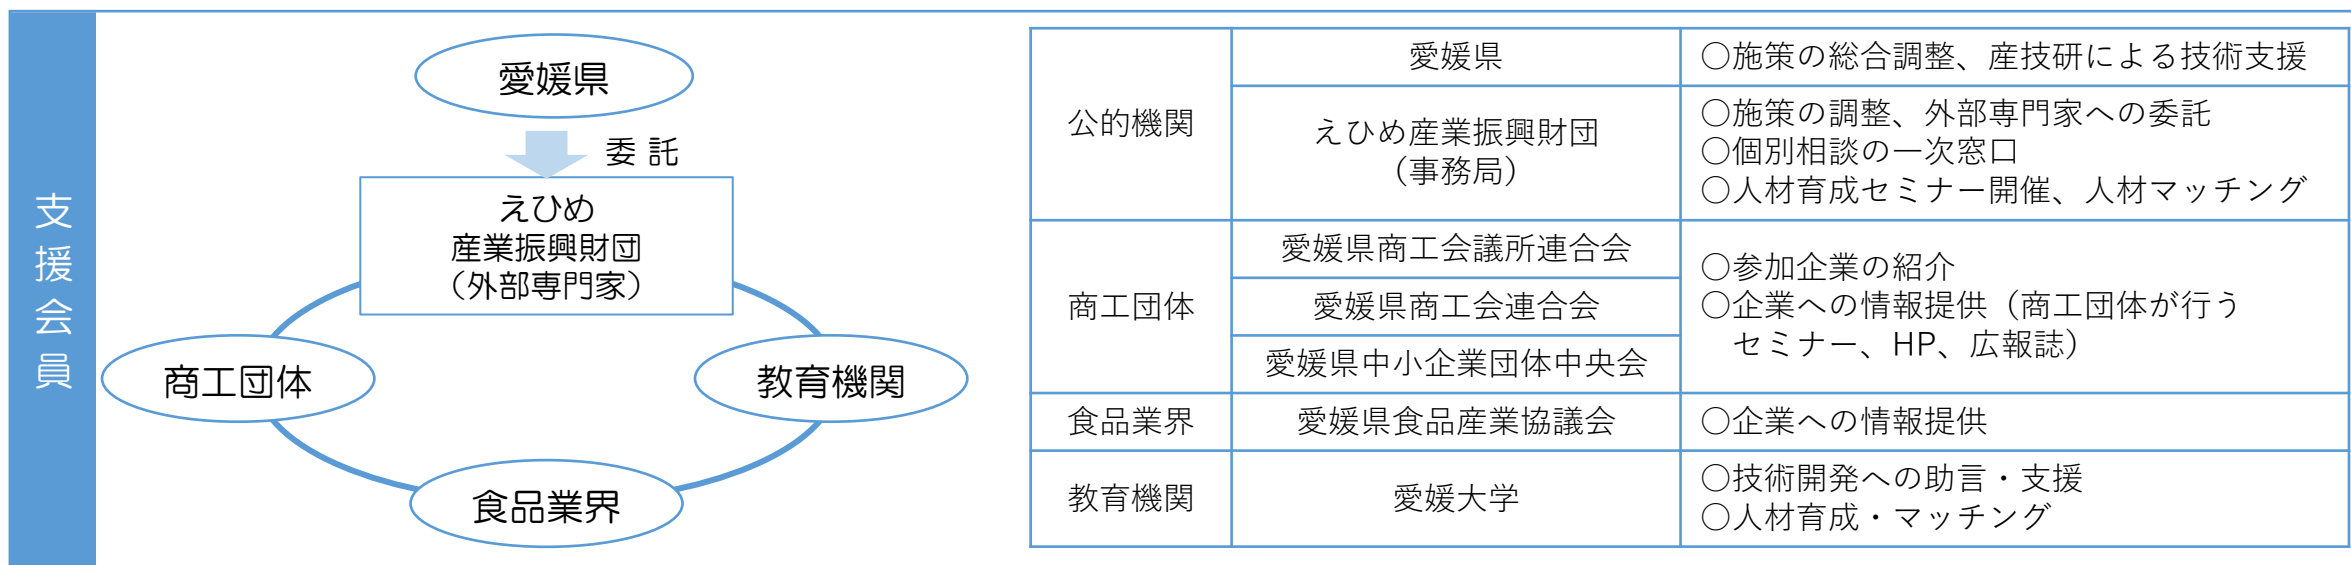 支援会員
愛媛県
委 託
えひめ
産業振興財団
（外部専門家）
商工団体
教育機関
食品業界
公的機関
愛媛県
○施策の総合調整、産技研による技術支援
えひめ産業振興財団
（事務局）
○施策の調整、外部専門家への委託
○個別相談の一次窓口
○人材育成セミナー開催、人材マッチング
商工団体
愛媛県商工会議所連合会
愛媛県商工会連合会
愛媛県中小企業団体中央会
○参加企業の紹介
○企業への情報提供（商工団体が行う
セミナー、HP、広報誌）
食品業界
愛媛県食品産業協議会
○企業への情報提供
教育機関
愛媛大学
○技術開発への助言・支援
○人材育成・マッチング